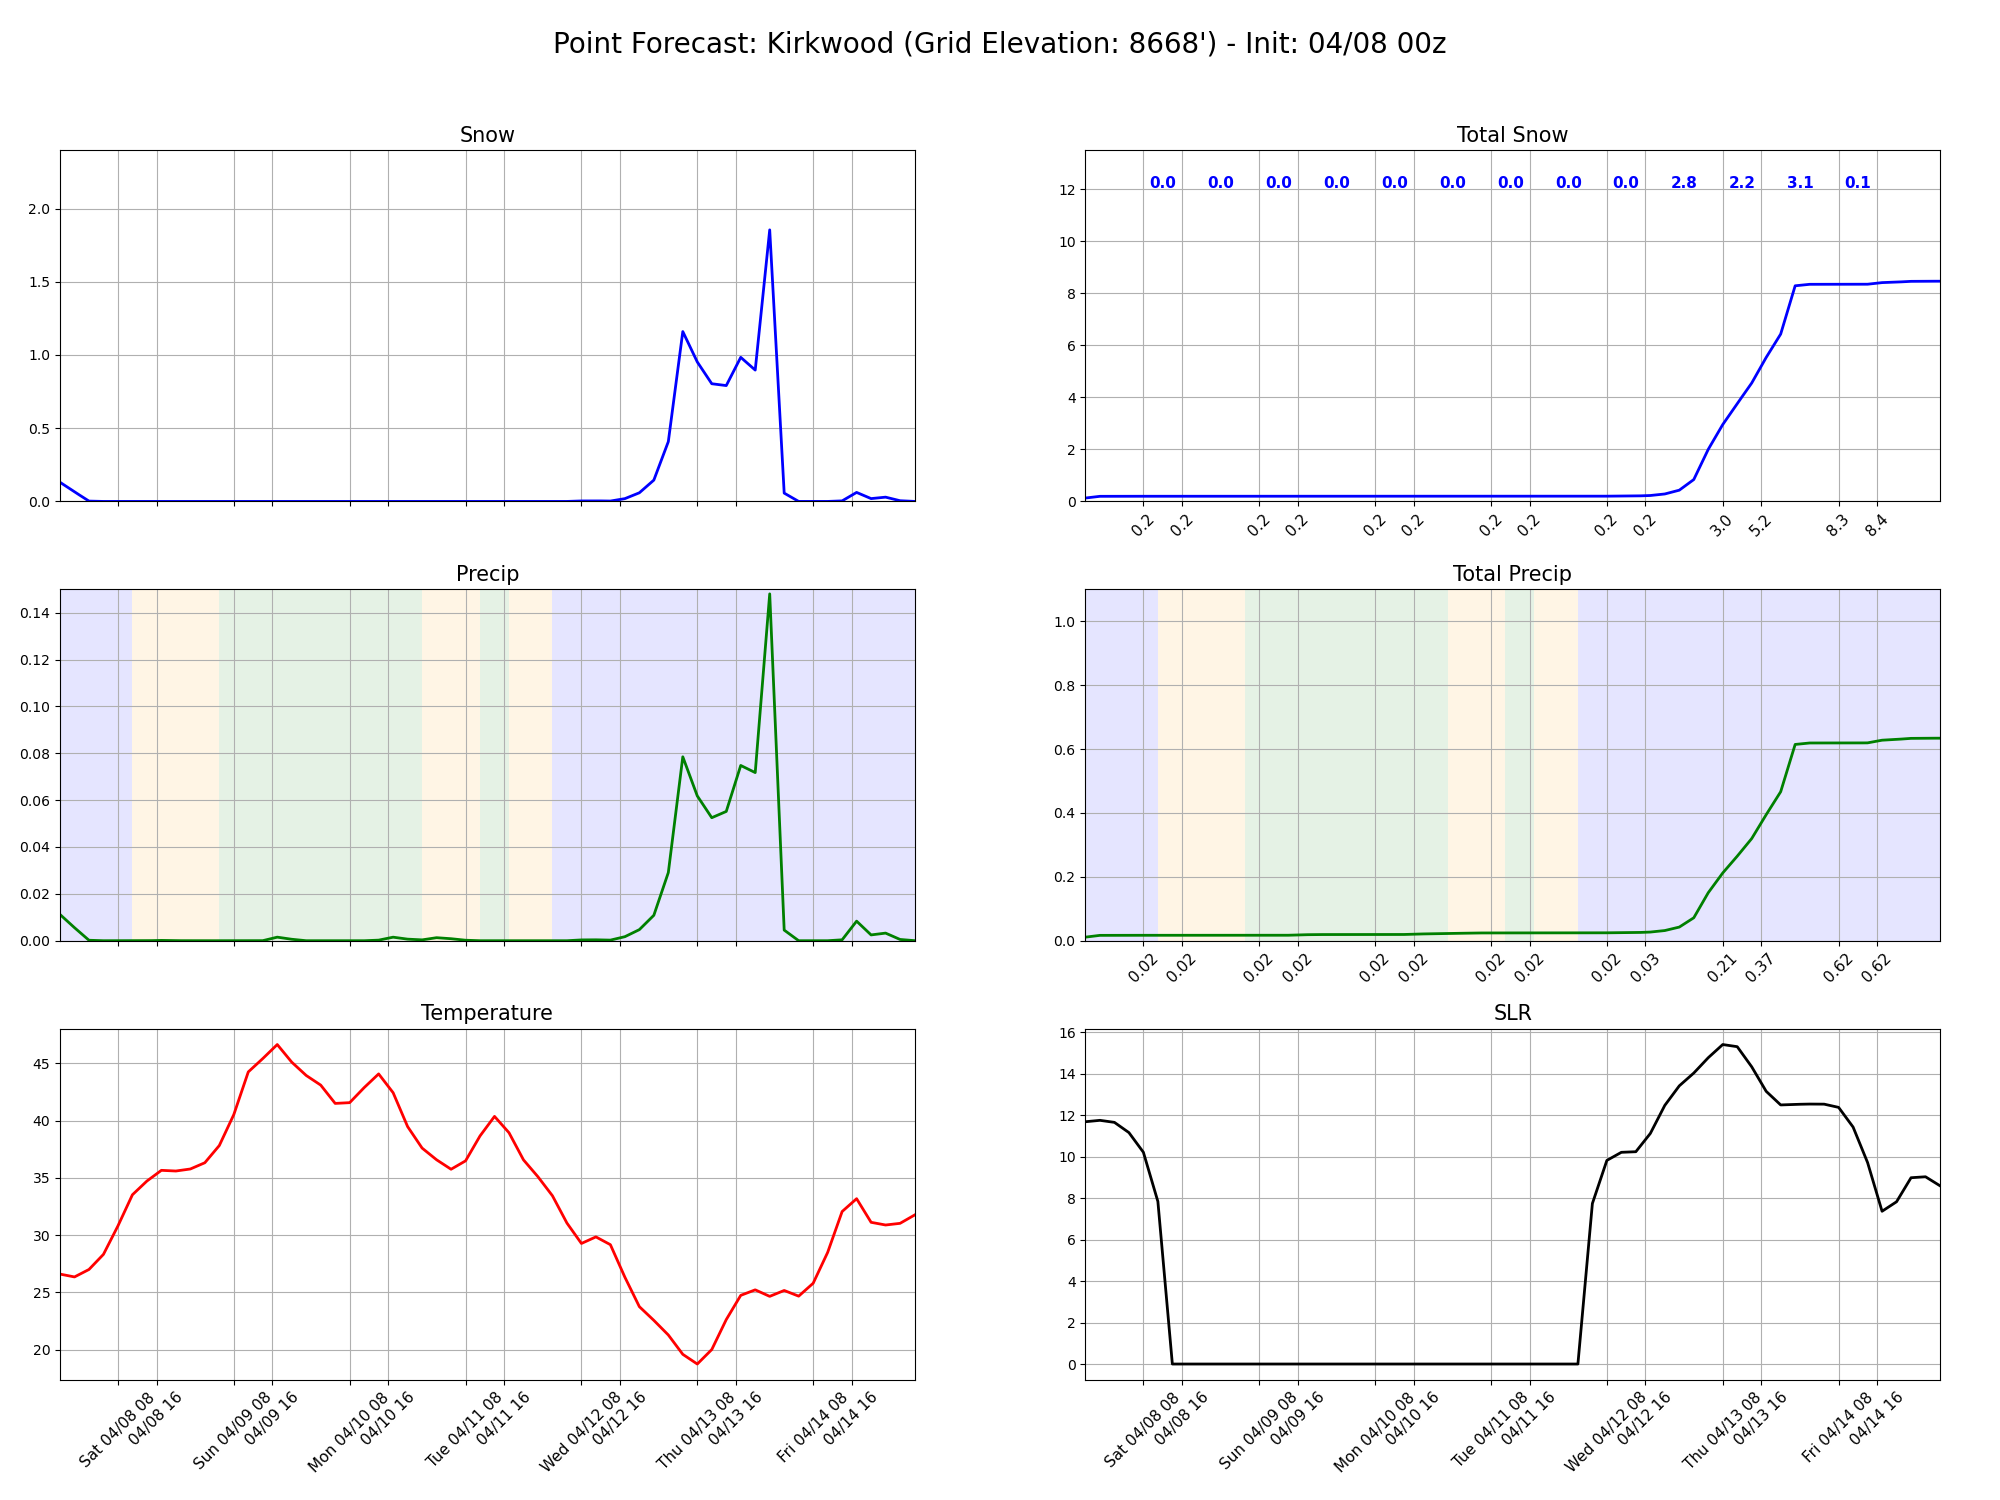 Point Forecast: Kirkwood (Grid Elevation: 8668') - Init: 04/08 00z
Snow
2.0
1.5
1.0
0.5
0.0
Total Snow
0.0 0.0 0.0 0.0 0.0 0.0 0.0 0.0 0.0 2.8 2.2 3.1 0.1
12
10
8
6
4
2
0
0.2 0.2 0.2 0.2 0.2 0.2 0.2 0.2 0.2 0.2 3.0 5.2 8.3 8.4
Precip
0.14
0.12
0.10
0.08
0.06
0.04
0.02
0.00
Total Precip
1.0
0.8
0.6
0.4
0.2
0.0
0.02 0.02 0.02 0.02 0.02 0.02 0.02 0.02 0.02 0.03 0.21 0.37 0.62 0.62
Temperature
45
40
35
30
25
20
Sat 04/08 08
04/08 16
Sun 04/09 08
04/09 16
Mon 04/10 08
04/10 16
Tue 04/11 08
04/11 16
Wed 04/12 08
04/12 16
Thu 04/13 08
04/13 16
Fri 04/14 08
04/14 16
SLR
16
14
12
10
8
6
4
2
0
Sat 04/08 08
04/08 16
Sun 04/09 08
04/09 16
Mon 04/10 08
04/10 16
Tue 04/11 08
04/11 16
Wed 04/12 08
04/12 16
Thu 04/13 08
04/13 16
Fri 04/14 08
04/14 16